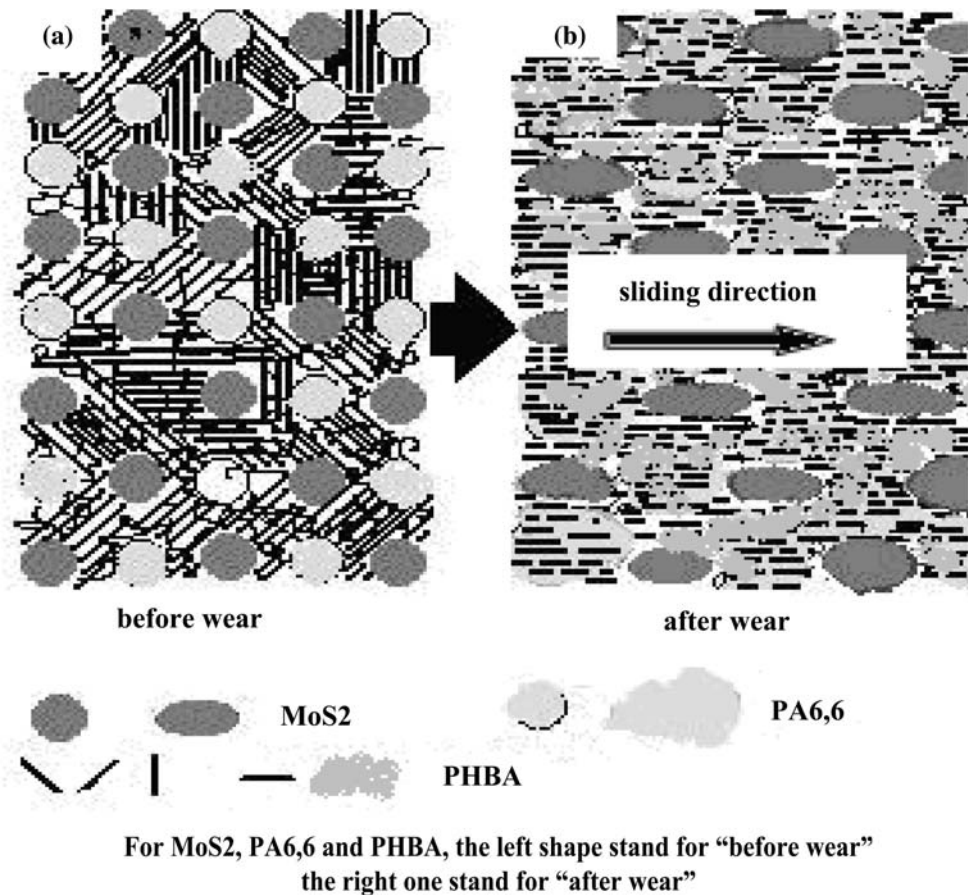 (a)
(b)
sliding direction
before wear
after wear
MoS2
PA6,6
PHBA
For MoS2, PA6,6 and PHBA, the left shape stand for “before wear”
the right one stand for “after wear”